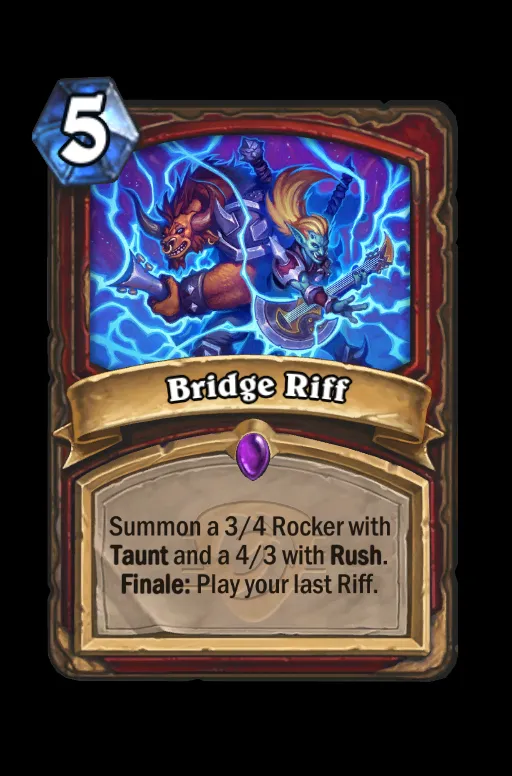 5
Bridge Riff
Summon a 3/4 Rocker with
Taunt and a 4/3 with Rush.
Finale: Play your last Riff.